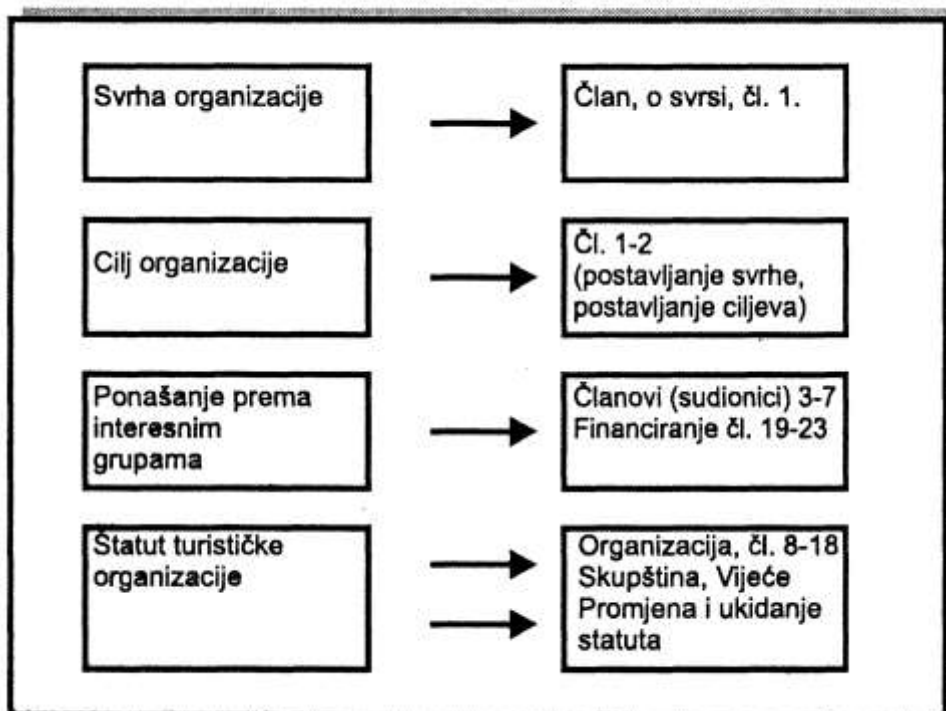 Svrha organizacije
Član, o svrsi, čl. 1.
Cilj organizacije
Čl. 1-2
(postavljanje svrhe,
postavljanje ciljeva)
Ponašanje prema
interesnim
grupama
Članovi (sudionici) 3-7
Financiranje čl. 19-23
Štatut turističke
organizacije
Organizacija, čl. 8-18
Skupština, Vijeće
Promjena i ukidanje
statuta